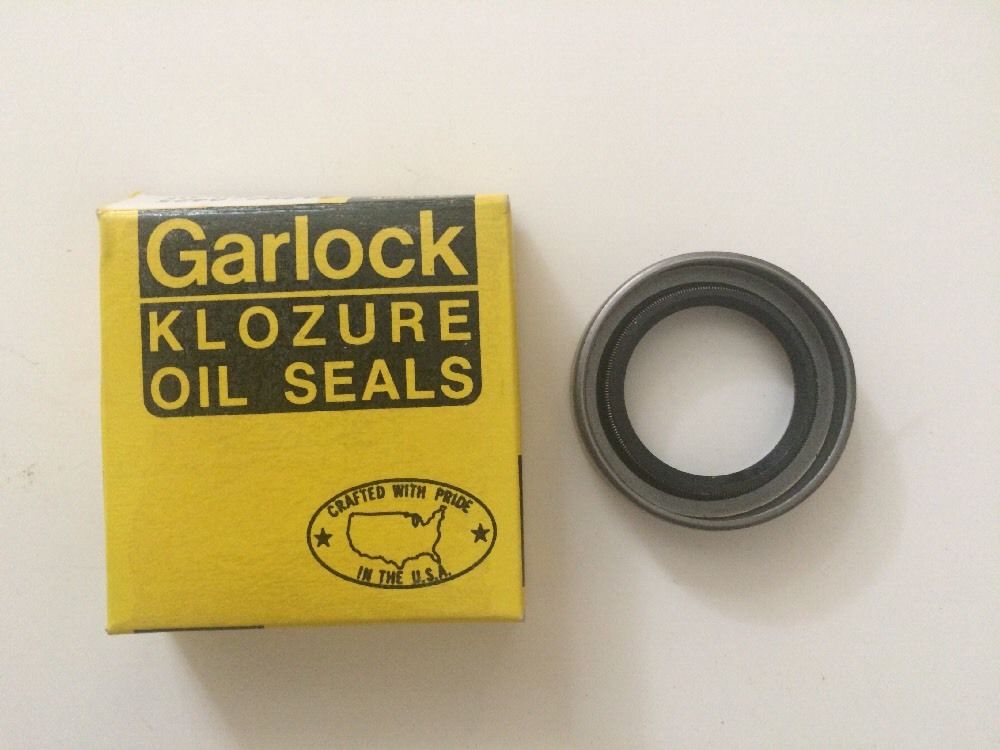 Garlock
KLOZURE
OIL SEALS
CRAFTED WITH PRIDE
IN THE U.S.A.